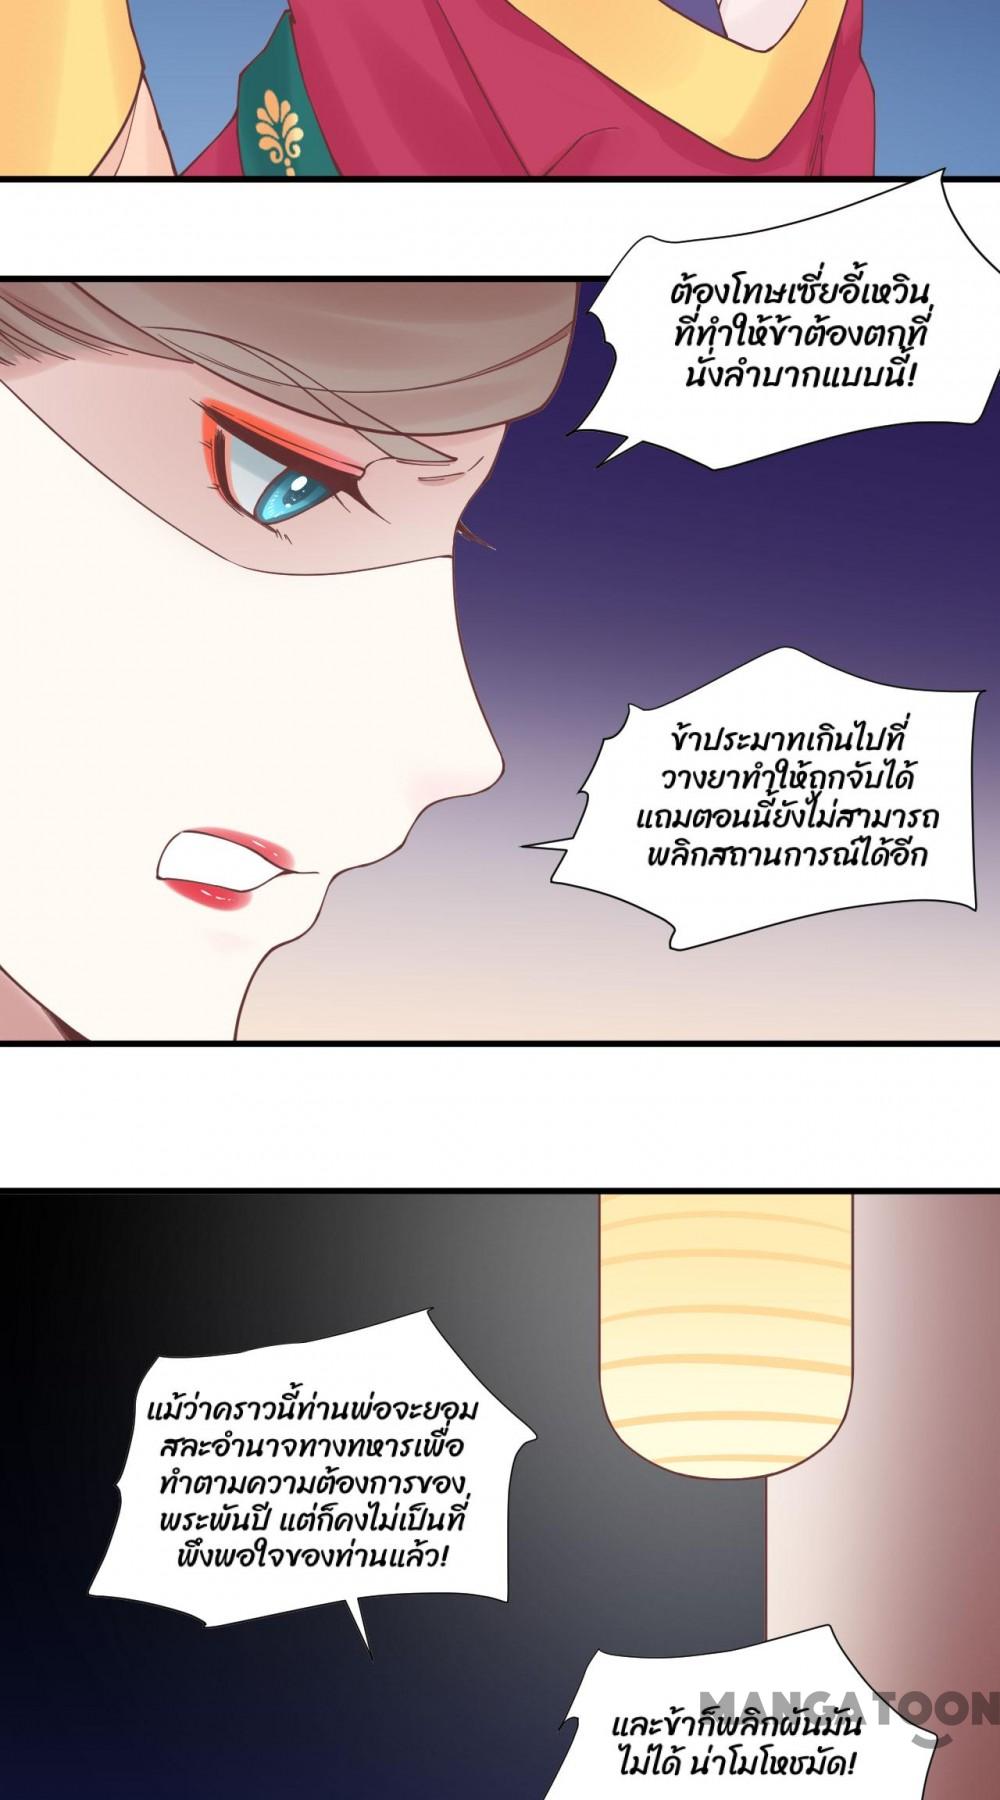 ต้องโทษเซี่ยอี้เหวิน
ที่ทำให้ข้าต้องตกที่
นั่งลำบากแบบนี้!
ข้าประมาทเกินไปที่
วางยาทำให้ถูกจับได้
แถมตอนนี้ยังไม่สามารถ
พลิกสถานการณ์ได้อีก
แม้ว่าคราวนี้ท่านพ่อจะยอม
สละอำนาจทางทหารเพื่อ
ทำตามความต้องการของ
พระพันปี แต่ก็คงไม่เป็นที่
พึงพอใจของท่านแล้ว!
และข้าก็พลิกผันมัน
ไม่ได้ น่าโมโหชมัด!
MANGATOON